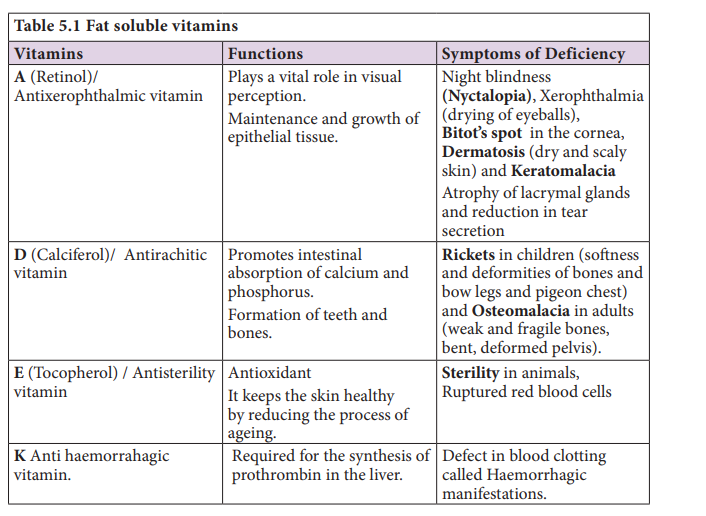 Table 5.1 Fat soluble vitamins
Vitamins
Functions
Symptoms of Deficiency
A (Retinol)/
Antixerophthalmic vitamin
Plays a vital role in visual
perception.
Maintenance and growth of
epithelial tissue.
Night blindness
(Nyctalopia), Xerophthalmia
(drying of eyeballs),
Bitot's spot in the cornea,
Dermatosis (dry and scaly
skin) and Keratomalacia
Atrophy of lacrymal glands
and reduction in tear
secretion
D (Calciferol)/ Antirachitic
vitamin
Promotes intestinal
absorption of calcium and
phosphorus.
Formation of teeth and
bones.
Rickets in children (softness
and deformities of bones and
bow legs and pigeon chest)
and Osteomalacia in adults
(weak and fragile bones,
bent, deformed pelvis).
E (Tocopherol) / Antisterility
vitamin
Antioxidant
It keeps the skin healthy
by reducing the process of
ageing.
Sterility in animals,
Ruptured red blood cells
K Anti haemorrahagic
vitamin.
Required for the synthesis of
prothrombin in the liver.
Defect in blood clotting
called Haemorrhagic
manifestations.